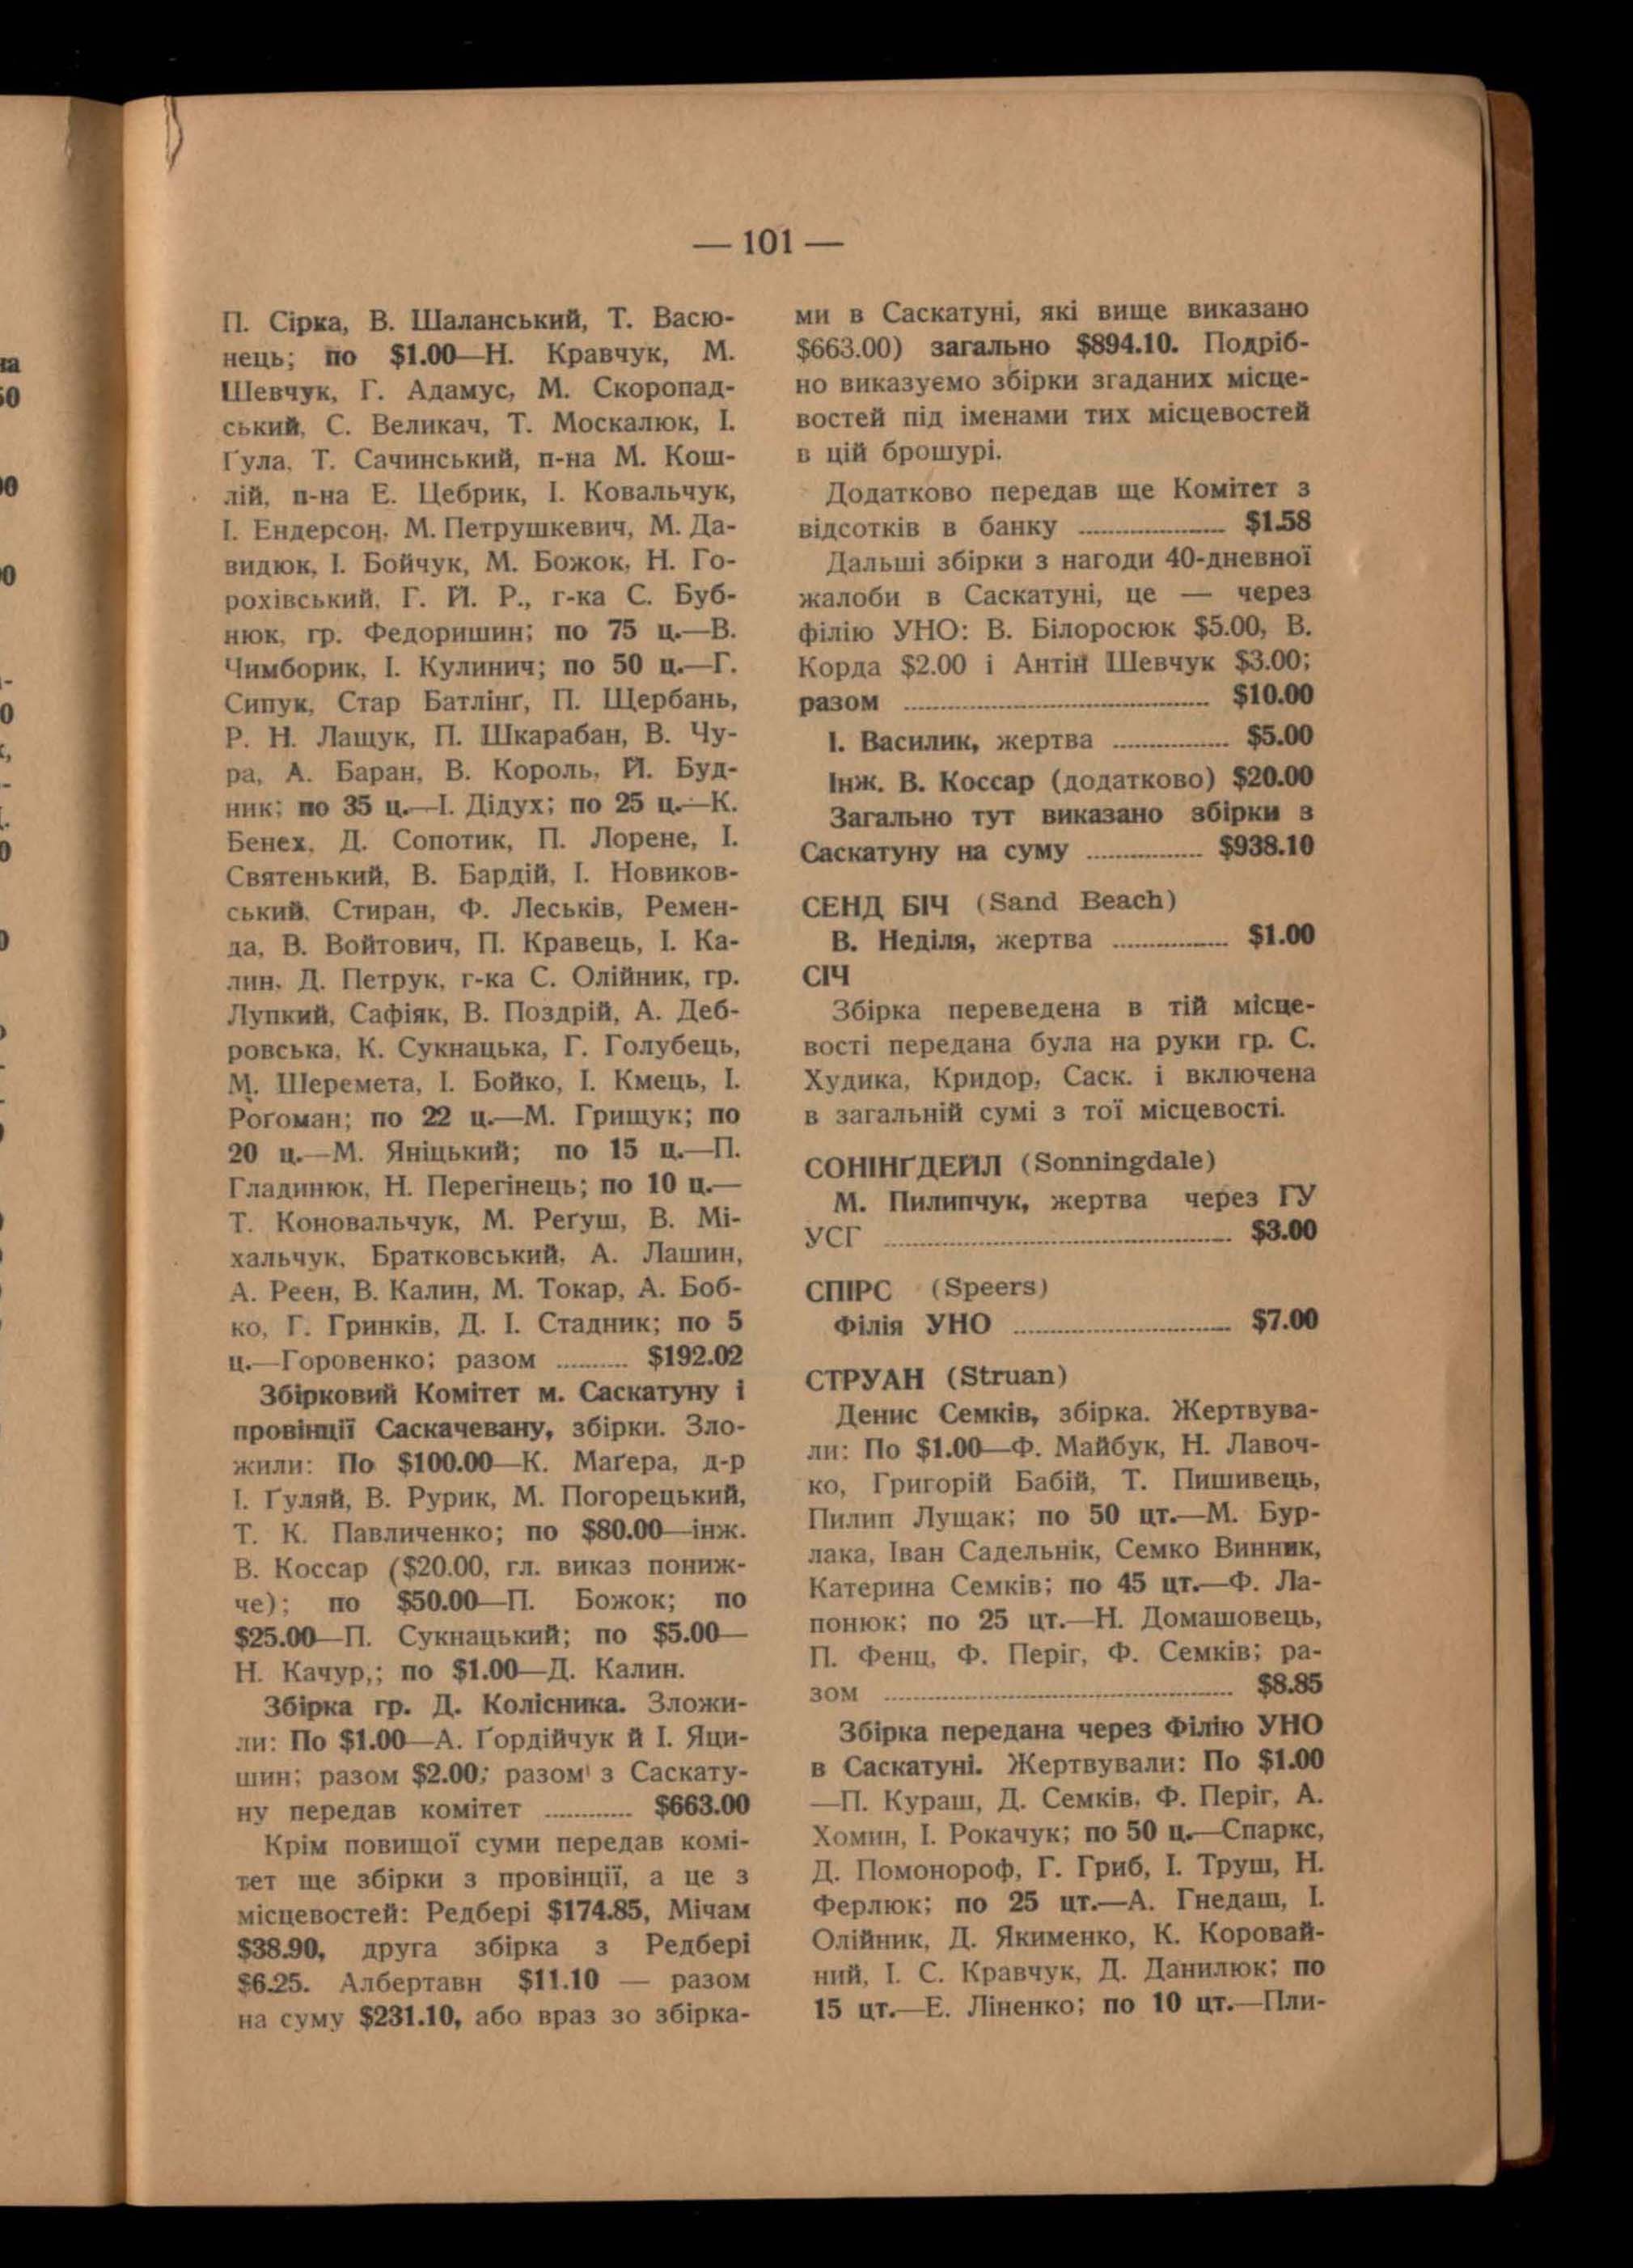 — 101 —
П. Сірка, В. Шаланський, Т. Васю-
нець; по $1.00—Н. Кравчук, М.
Шевчук, Г. Адамус, М. Скоропад-
ський, С. Великач, Т. Москалюк, І.
Ґула, Т. Сачинський, п-на М. Кош-
лій, п-на Е. Цебрик, І. Ковальчук,
І. Ендерсон, М. Петрушкевич, М. Да-
видюк, І. Бойчук, М. Божок, Н. Го-
рохівський, Г. Й. Р., г-ка С. Буб-
нюк, гр. Федоришин; по 75 ц.—В.
Чимборик, І. Кулинич; по 50 ц.—Г.
Сипук, Стар Батлінґ, П. Щербань,
Р. Н. Лащук, П. Шкарабан, В. Чу-
ра, А. Баран, В. Король, Й. Буд-
ник; по 35 ц.—І. Дідух; по 25 ц.—К.
Бенех, Д. Сопотик, П. Лорене, І.
Святенький, В. Бардій, І. Новиков-
ський, Стиран, Ф. Леськів, Ремен-
да, В. Войтович, П. Кравець, І. Ка-
лин, Д. Петрук, г-ка С. Олійник, гр.
Лупкий, Сафіяк, В. Поздрій, А. Деб-
ровська, К. Сукнацька, Г. Голубець,
М. Шеремета, І. Бойко, І. Кмець, І.
Роґоман; по 22 ц.—М. Грищук; по
20 ц.—М. Яніцький; по 15 ц.—П.
Гладинюк, Н. Перегінець; по 10 ц.—
Т. Коновальчук, М. Реґуш, В. Мі-
хальчук, Братковський, А. Лашин,
А. Реен, В. Калин, М. Токар, А. Боб-
ко, Г. Гринків, Д. І. Стадник; по 5
ц.—Горовенко; разом .......... $192.02
Збірковий Комітет м. Саскатуну і
провінції Саскачевану, збірки. Зло-
жили: По $100.00—К. Маґера, д-р
І. Ґуляй, В. Рурик, М. Погорецький,
Т. К. Павличенко; по $80.00—інж.
В. Коссар ($20.00, гл. виказ пониж-
че); по $50.00—П. Божок; по
$25.00—П. Сукнацький; по $5.00—
Н. Качур,; по $1.00—Д. Калин.
Збірка гр. Д. Колісника. Зложи-
ли: По $1.00—А. Ґордійчук й І. Яци-
шин; разом $2.00; разом з Саскату-
ну передав комітет ............ $663.00
Крім повищої суми передав комі-
тет ще збірки з провінції, а це з
місцевостей: Редбері $174.85, Мічам
$38.90, друга збірка з Редбері
$6.25. Албертавн $11.10 — разом
на суму $231.10, або враз зо збірка-
ми в Саскатуні, які вище виказано
$663.00) загально $894.10. Подріб-
но виказуємо збірки згаданих місце-
востей під іменами тих місцевостей
в цій брошурі.
Додатково передав ще Комітет з
відсотків в банку .................... $1.58
Дальші збірки з нагоди 40-дневної
жалоби в Саскатуні, це — через
філію УНО: В. Білоросюк $5.00, В.
Корда $2.00 і Антін Шевчук $3.00;
разом .......................................... $10.00
І. Василик, жертва ................ $5.00
Інж. В. Коссар (додатково) $20.00
Загально тут виказано збірки з
Саскатуну на суму ................ $938.10
СЕНД БІЧ (Sand Beach)
В. Неділя, жертва ................ $1.00
СІЧ
Збірка переведена в тій місце-
вості передана була на руки гр. С.
Худика, Кридор, Саск. і включена
в загальній сумі з тої місцевості.
СОНІНҐДЕЙЛ (Sonningdale)
М. Пилипчук, жертва через ГУ
УСГ ................................................ $3.00
СПІРС (Speers)
Філія УНО .............................. $7.00
СТРУАН (Struan)
Денис Семків, збірка. Жертвува-
ли: По $1.00—Ф. Майбук, Н. Лавоч-
ко, Григорій Бабій, Т. Пишивець,
Пилип Лущак; по 50 цт.—М. Бур-
лака, Іван Садельнік, Семко Винник,
Катерина Семків; по 45 цт.—Ф. Ла-
понюк; по 25 цт.—Н. Домашовець,
П. Фенц, Ф. Періг, Ф. Семків; ра-
зом ................................................ $8.85
Збірка передана через Філію УНО
в Саскатуні. Жертвували: По $1.00
—П. Кураш, Д. Семків, Ф. Періг, А.
Хомин, І. Рокачук; по 50 ц.—Спаркс,
Д. Помонороф, Г. Гриб, І. Труш, Н.
Ферлюк; по 25 цт.—А. Гнедаш, І.
Олійник, Д. Якименко, К. Коровай-
ний, І. С. Кравчук, Д. Данилюк; по
15 цт.—Е. Ліненко; по 10 цт.—Пли-